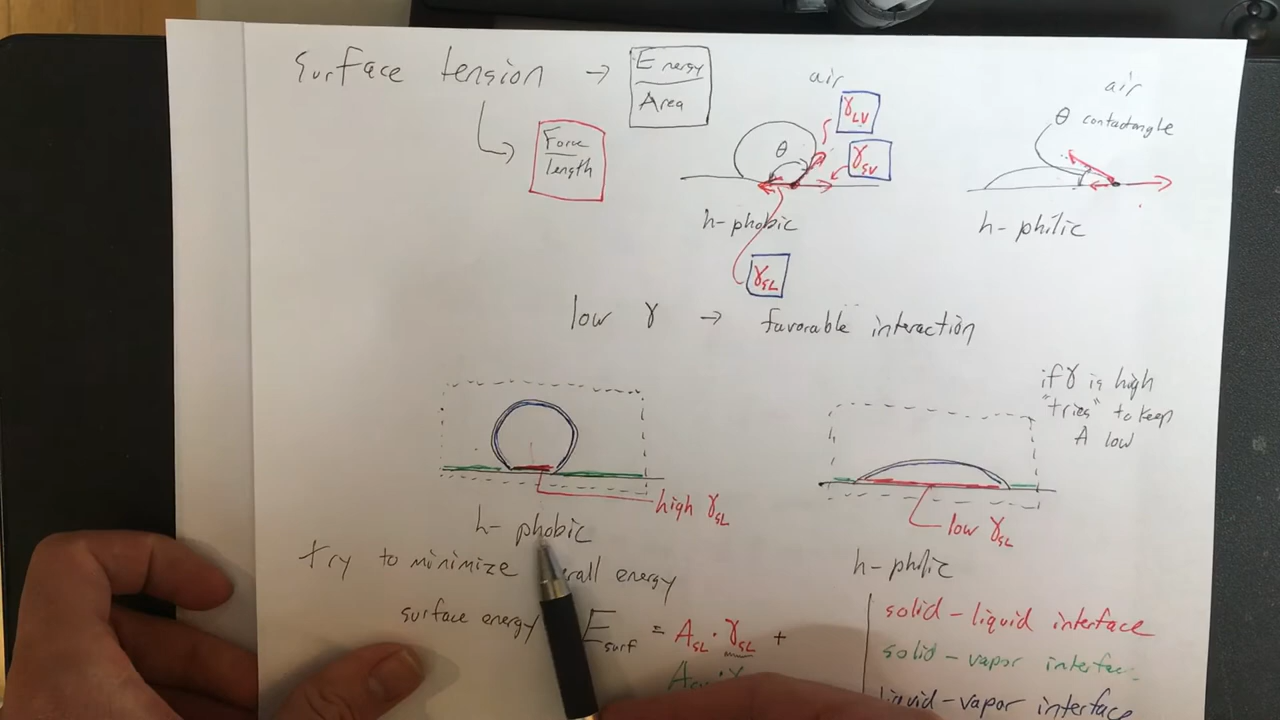 surface tension → Energy
Area
Force
length
air
γLV
γSV
θ
h-phobic
γSL
air
θ contact angle
h-philic
low γ → favorable interaction
if γ is high
"tries" to keep
A low
high γSL
h-phobic
low γSL
h-philic
try to minimize overall energy
surface energy Esurf = ASL · γSL +
solid-liquid interface
solid-vapor interface
liquid-vapor interface